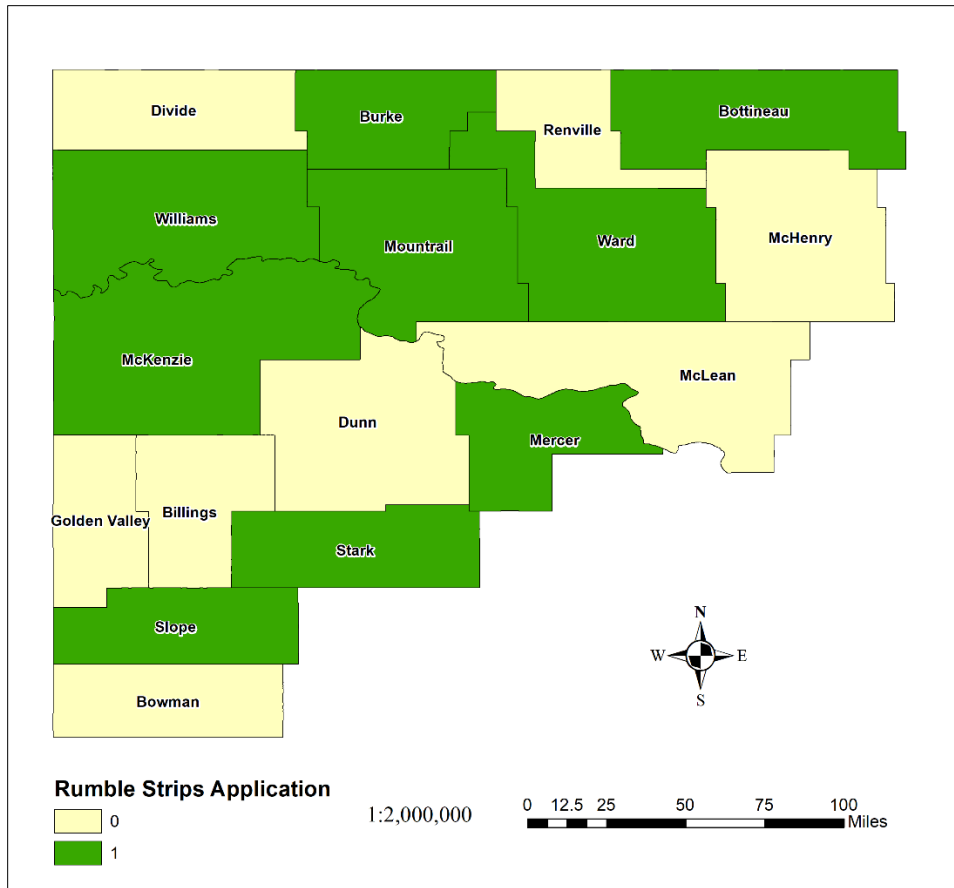 Divide
Burke
Renville
Bottineau
Williams
Mountrail
Ward
McHenry
McKenzie
McLean
Dunn
Mercer
Golden Valley
Billings
Stark
Slope
Bowman
N
W
E
S
Rumble Strips Application
0
1
1:2,000,000
0 12.5 25 50 75 100
Miles